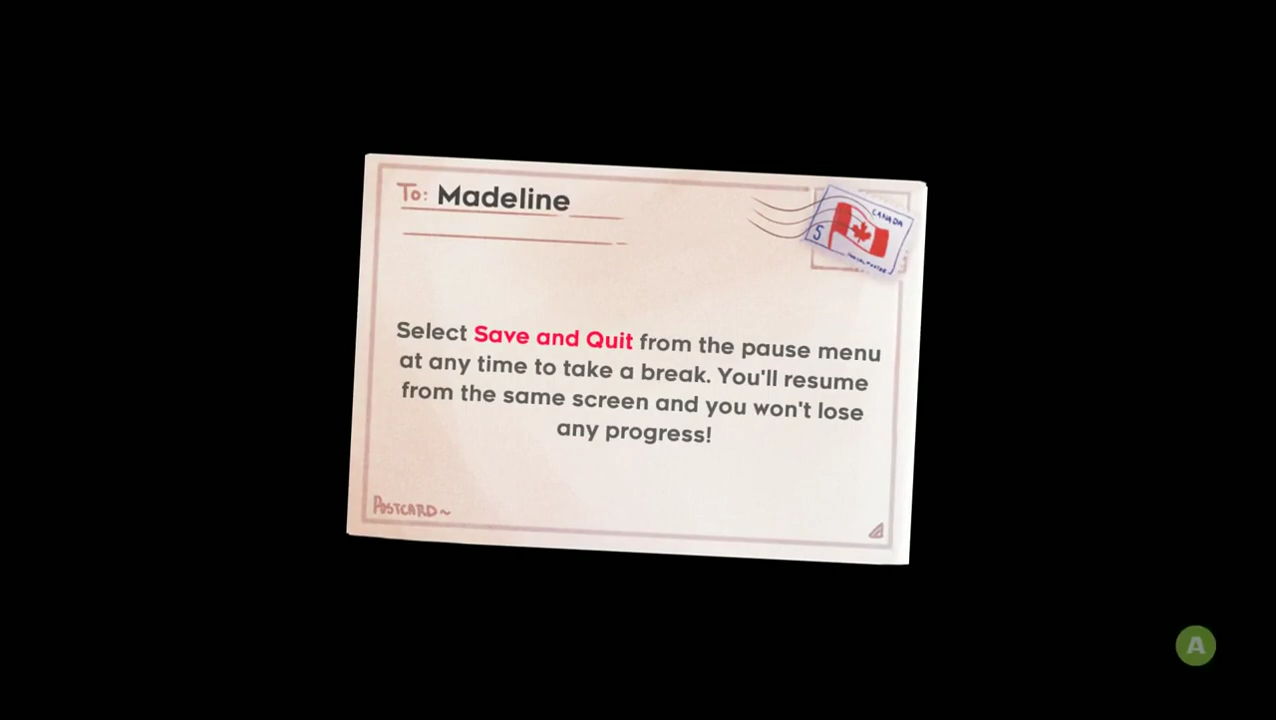 To: Madeline
CANADA
5
Select Save and Quit from the pause menu
at any time to take a break. You'll resume
from the same screen and you won't lose
any progress!
POSTCARD~
A